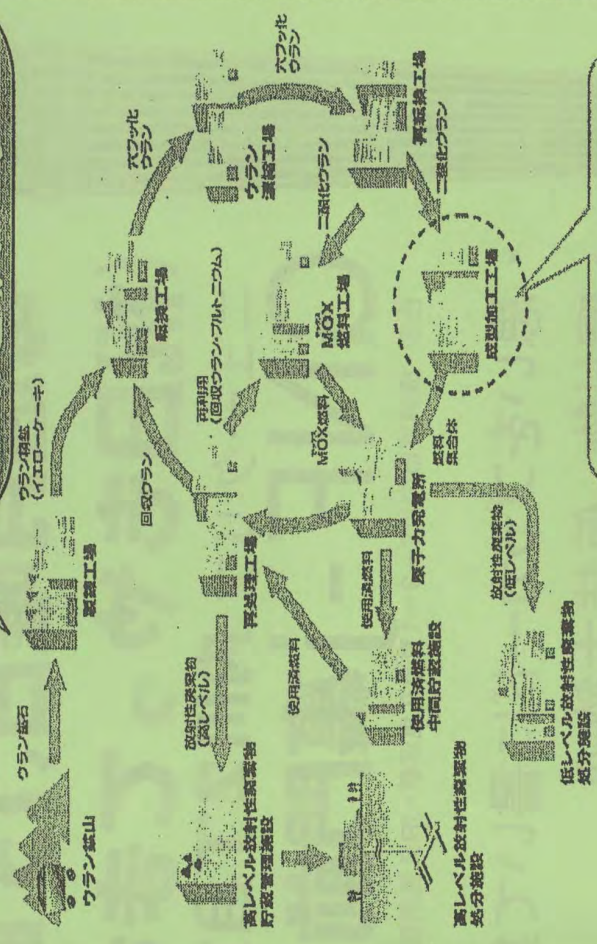 ウラン鉱山
ウラン鉱石
製錬工場
ウラン精鉱
(イエローケーキ)
転換工場
六フッ化
ウラン
ウラン
濃縮工場
六フッ化
ウラン
再転換工場
二酸化ウラン
二酸化ウラン
成型加工工場
燃料
集合体
MOX
燃料工場
MOX燃料
原子力発電所
再利用
(回収ウラン・プルトニウム)
回収ウラン
再処理工場
使用済燃料
使用済燃料
使用済燃料
中間貯蔵施設
放射性廃棄物
(高レベル)
高レベル放射性廃棄物
貯蔵管理施設
高レベル放射性廃棄物
処分施設
放射性廃棄物
(低レベル)
低レベル放射性廃棄物
処分施設